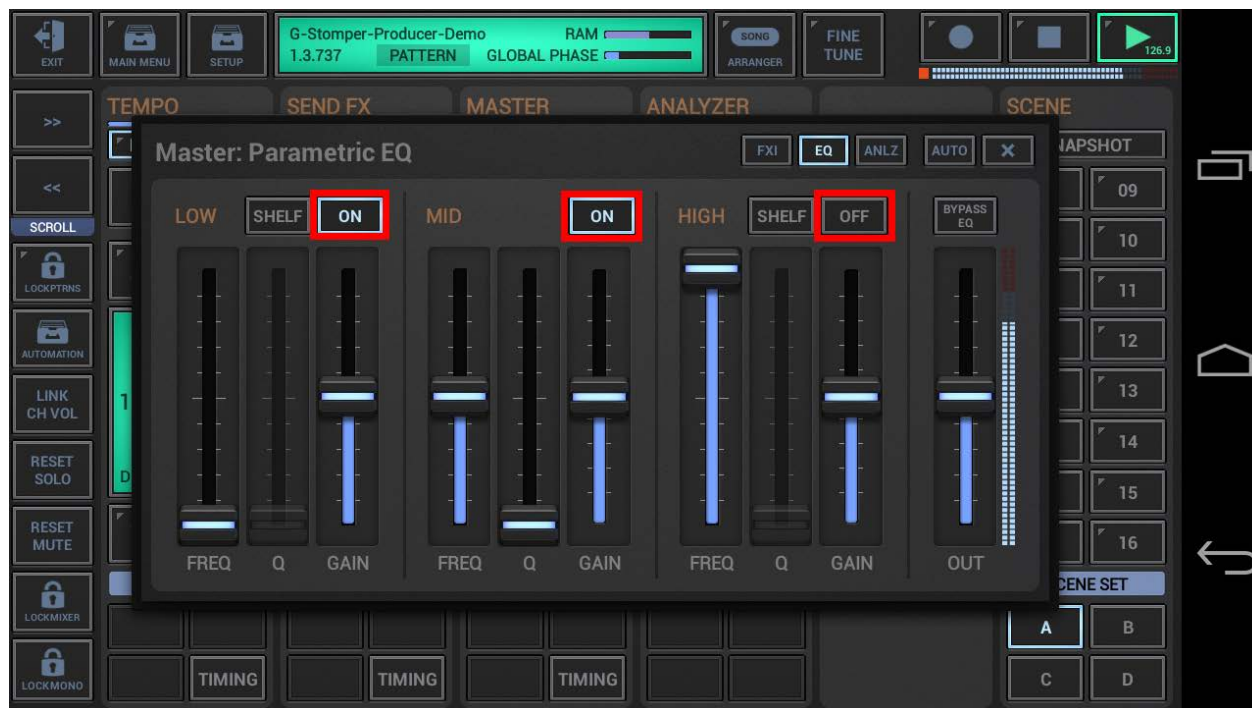 EXIT
MAIN MENU
SETUP
G-Stomper-Producer-Demo RAM
1.3.737 PATTERN GLOBAL PHASE
SONG
ARRANGER
FINE
TUNE
126.9
>>
<<
SCROLL
LOCKPTRNS
AUTOMATION
LINK
CH VOL
RESET
SOLO
RESET
MUTE
LOCKMIXER
LOCKMONO
TEMPO SEND FX MASTER ANALYZER SCENE
Master: Parametric EQ FXI EQ ANLZ AUTO X
LOW SHELF ON MID ON HIGH SHELF OFF BYPASS
EQ
FREQ Q GAIN FREQ Q GAIN FREQ Q GAIN OUT
09
10
11
12
13
14
15
16
1
D
A B
C D
TIMING TIMING TIMING